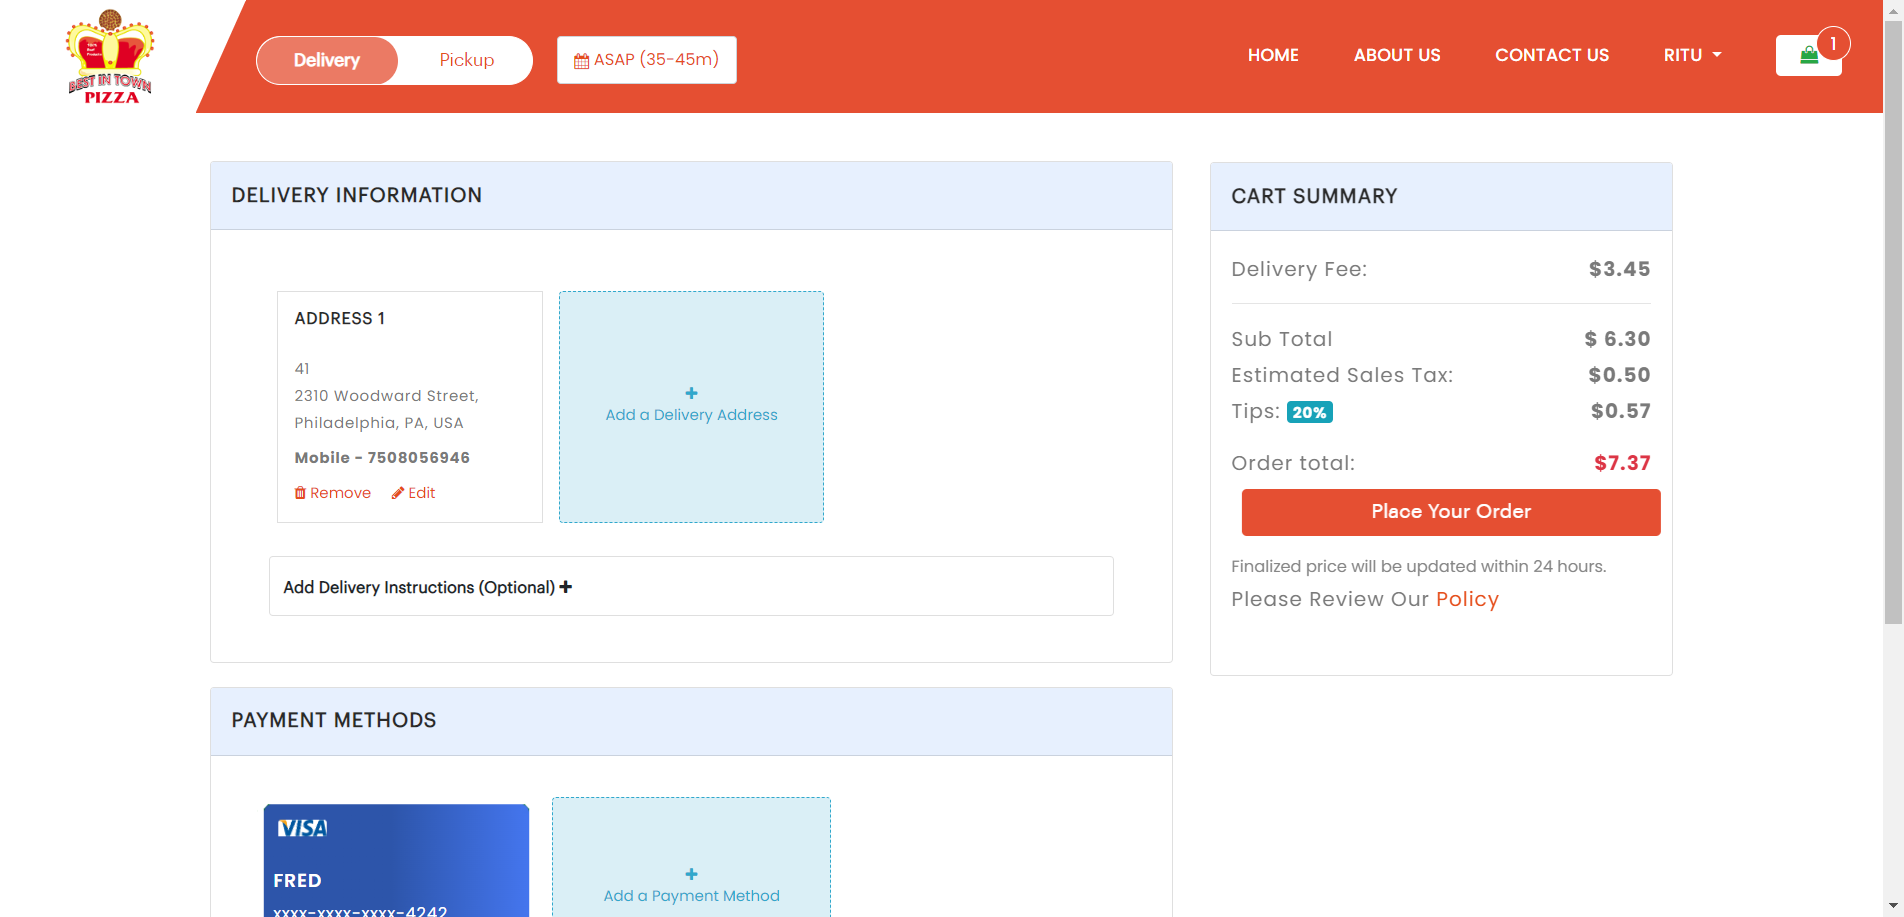 BEST IN TOWN
PIZZA
Delivery
Pickup
ASAP (35-45m)
HOME
ABOUT US
CONTACT US
RITU
1
DELIVERY INFORMATION
ADDRESS 1
41
2310 Woodward Street,
Philadelphia, PA, USA
Mobile - 7508056946
Remove
Edit
Add a Delivery Address
Add Delivery Instructions (Optional)
CART SUMMARY
Delivery Fee: $3.45
Sub Total $ 6.30
Estimated Sales Tax: $0.50
Tips: 20% $0.57
Order total: $7.37
Place Your Order
Finalized price will be updated within 24 hours.
Please Review Our Policy
PAYMENT METHODS
VISA
FRED
xxxx-xxxx-xxxx-4242
Add a Payment Method